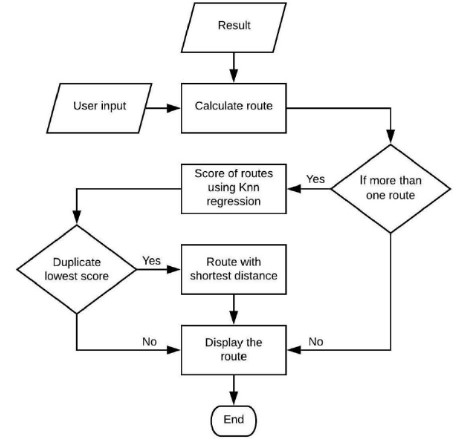 Result
User input
Calculate route
If more than
one route
Yes
Score of routes
using Knn
regression
Duplicate
lowest score
Yes
Route with
shortest distance
No
Display the
route
No
End